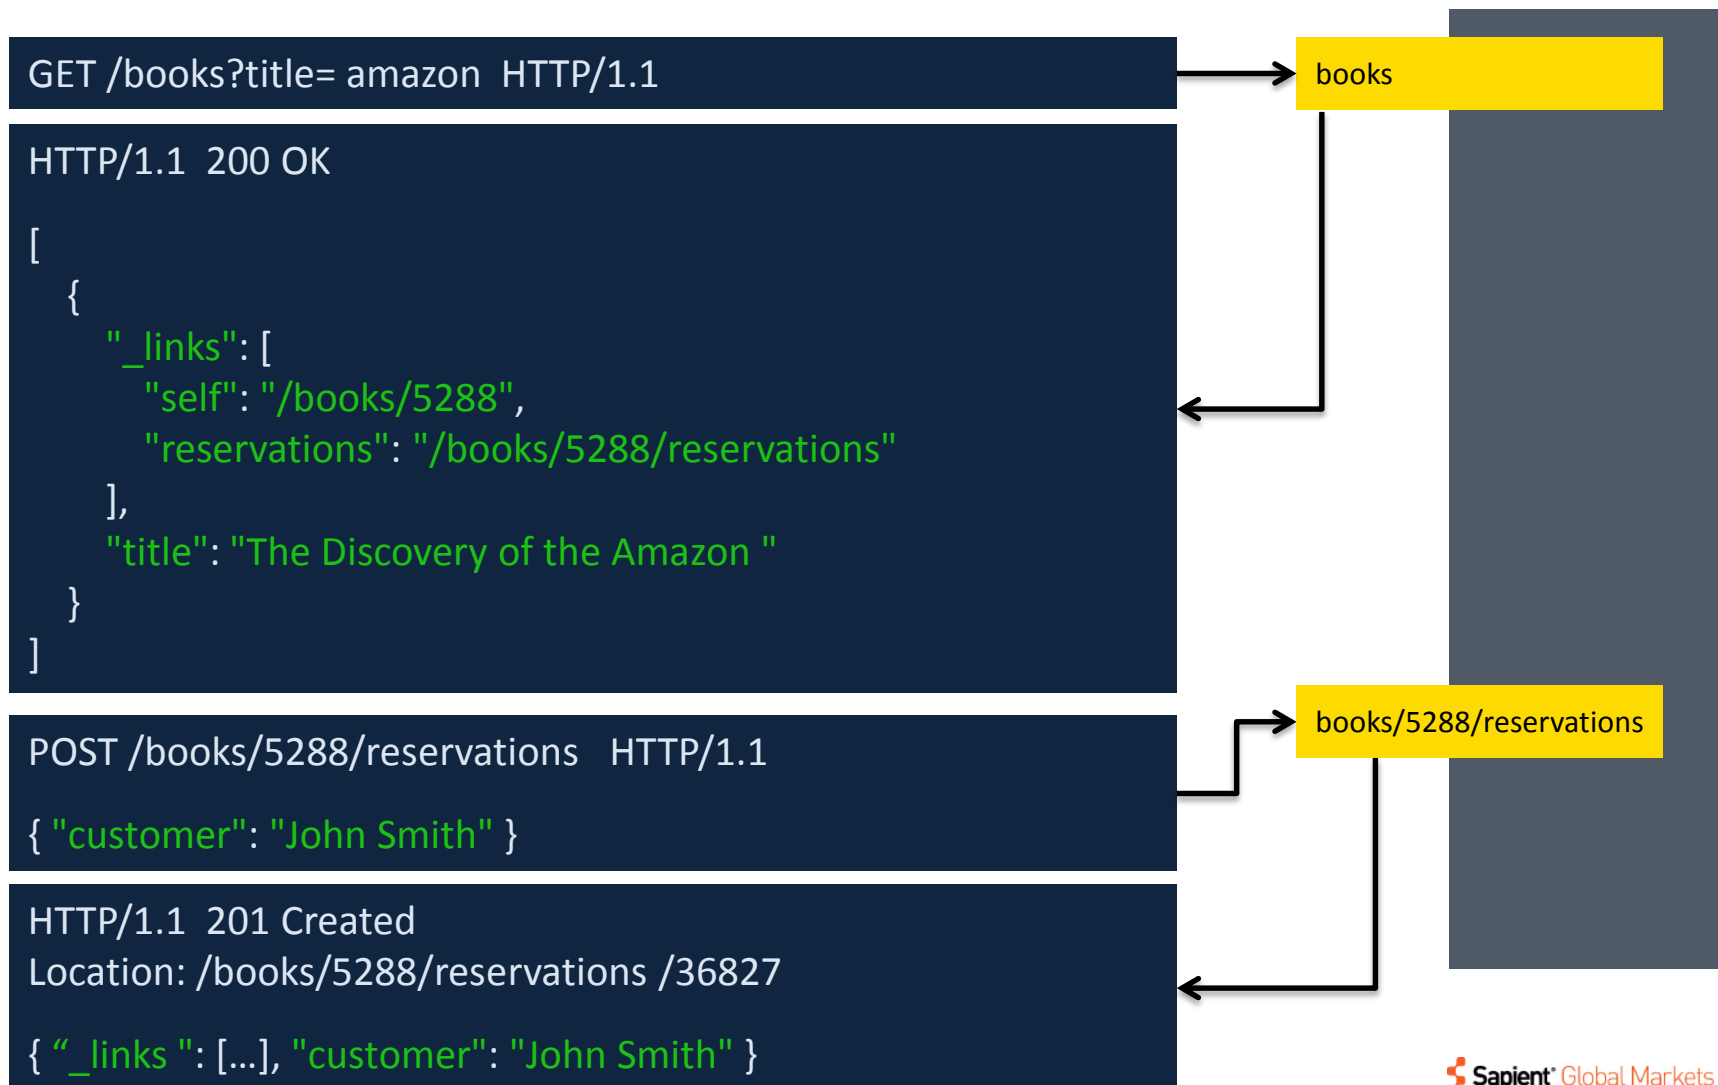 GET /books?title= amazon  HTTP/1.1
books
HTTP/1.1  200 OK
[
{
"_links": [
"self": "/books/5288",
"reservations": "/books/5288/reservations"
],
"title": "The Discovery of the Amazon "
}
]
POST /books/5288/reservations   HTTP/1.1
books/5288/reservations
{ "customer": "John Smith" }
HTTP/1.1  201 Created
Location: /books/5288/reservations /36827
{ “_links ": […], "customer": "John Smith" }
Sapient® Global Markets